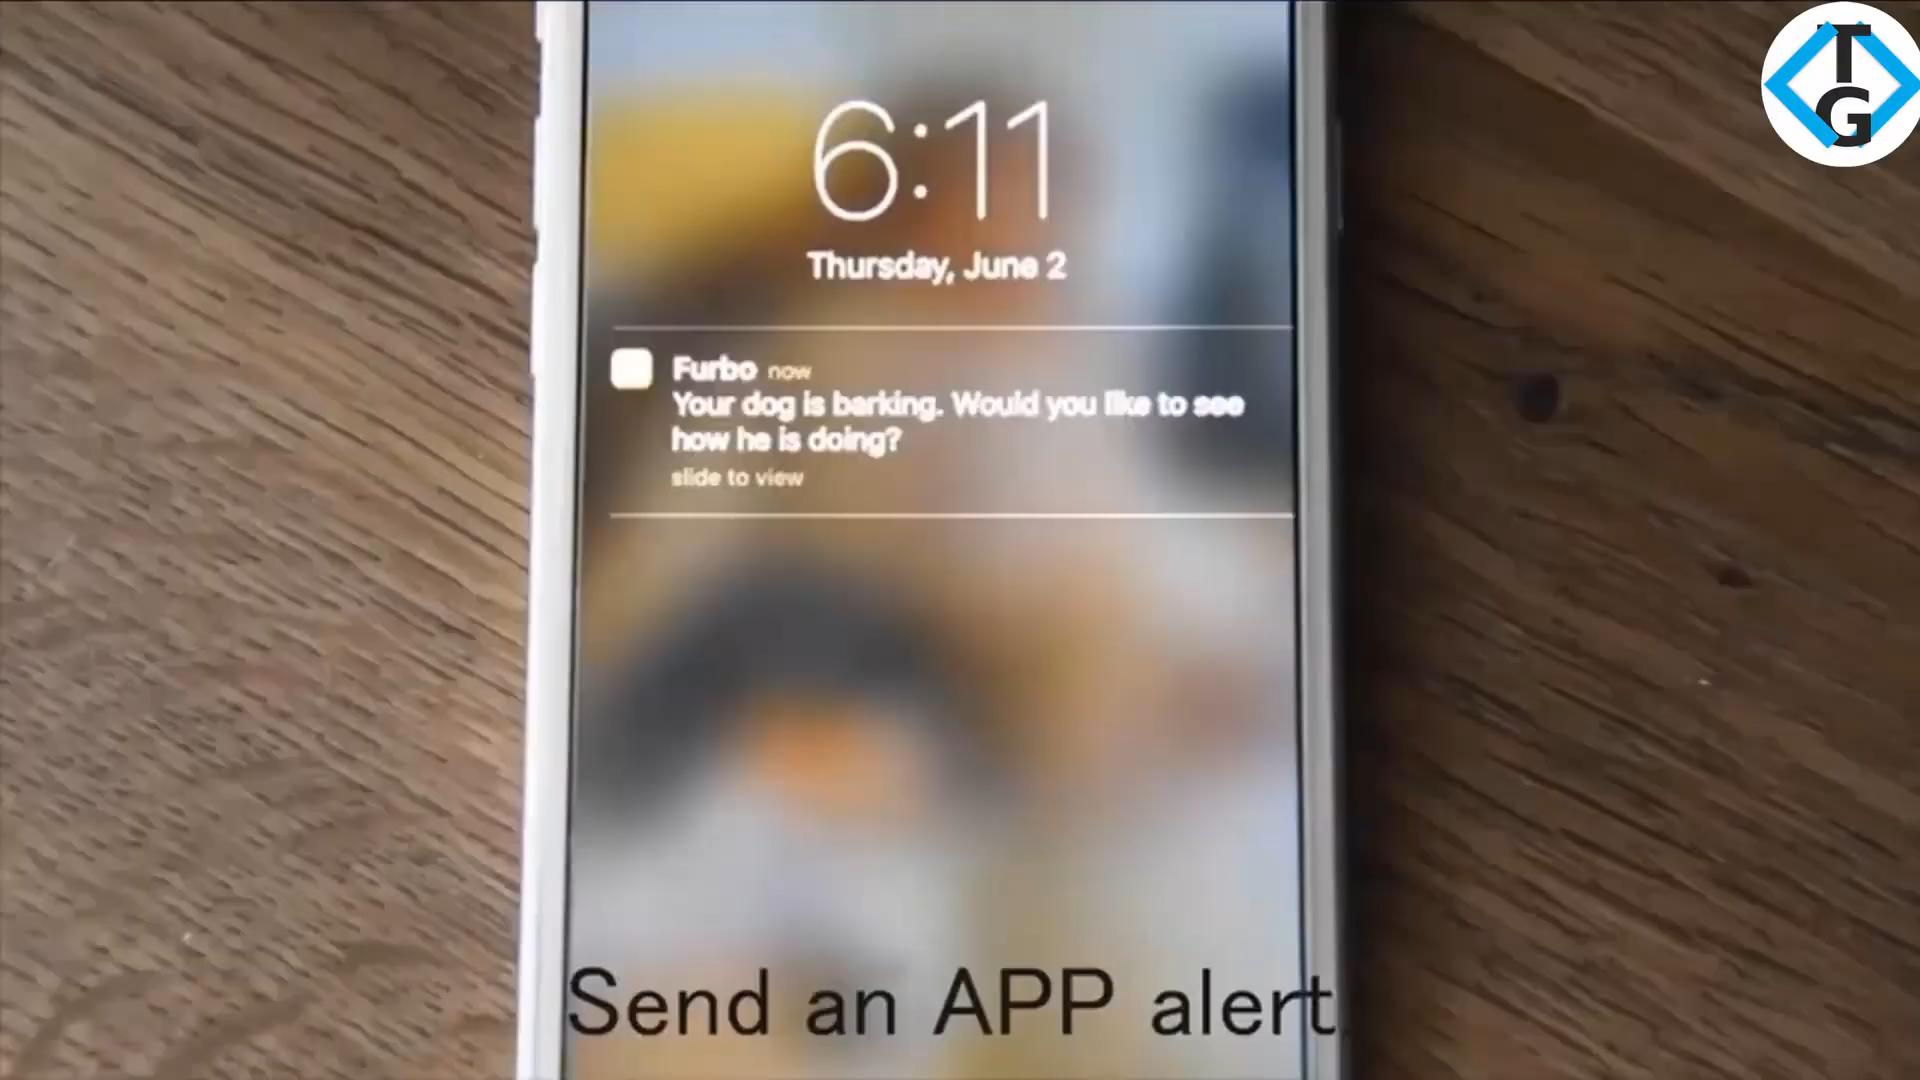 T
G
6:11
Thursday, June 2
Furbo now
Your dog is barking. Would you like to see
how he is doing?
slide to view
Send an APP alert